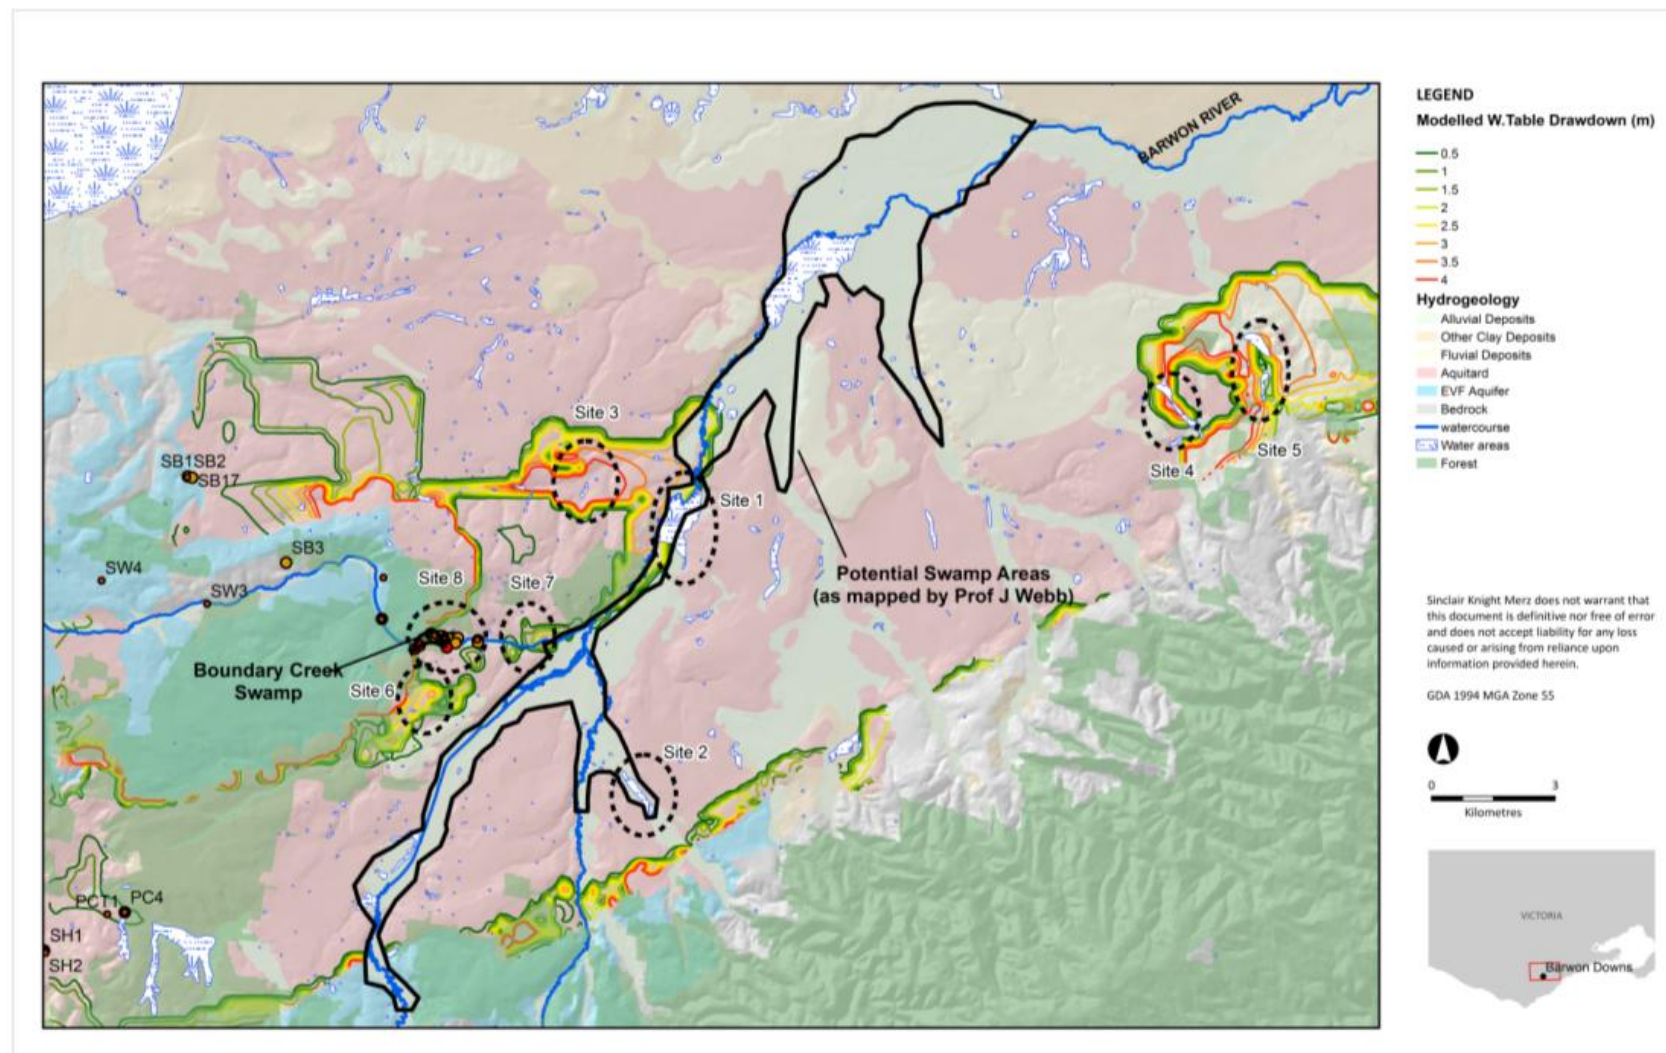 BARWON RIVER
Site 3
SB1SB2
SB17
Site 1
Site 4
Site 5
SB3
SW4
SW3
Site 8
Site 7
Potential Swamp Areas
(as mapped by Prof J Webb)
Boundary Creek
Swamp
Site 6
Site 2
PCT1
PC4
SH1
SH2
LEGEND
Modelled W.Table Drawdown (m)
0.5
1
1.5
2
2.5
3
3.5
4
Hydrogeology
Alluvial Deposits
Other Clay Deposits
Fluvial Deposits
Aquitard
EVF Aquifer
Bedrock
watercourse
Water areas
Forest
Sinclair Knight Merz does not warrant that
this document is definitive nor free of error
and does not accept liability for any loss
caused or arising from reliance upon
information provided herein.
GDA 1994 MGA Zone 55
0 3
Kilometres
VICTORIA
Barwon Downs